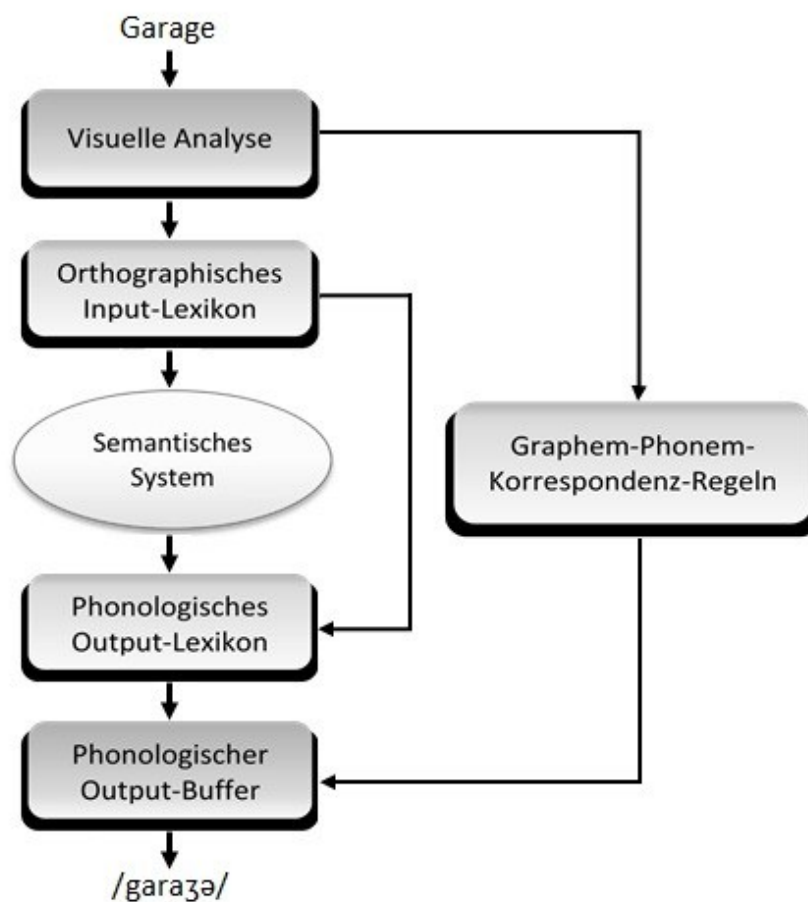 Garage
Visuelle Analyse
Orthographisches
Input-Lexikon
Semantisches
System
Graphem-Phonem-
Korrespondenz-Regeln
Phonologisches
Output-Lexikon
Phonologischer
Output-Buffer
/garaʒə/